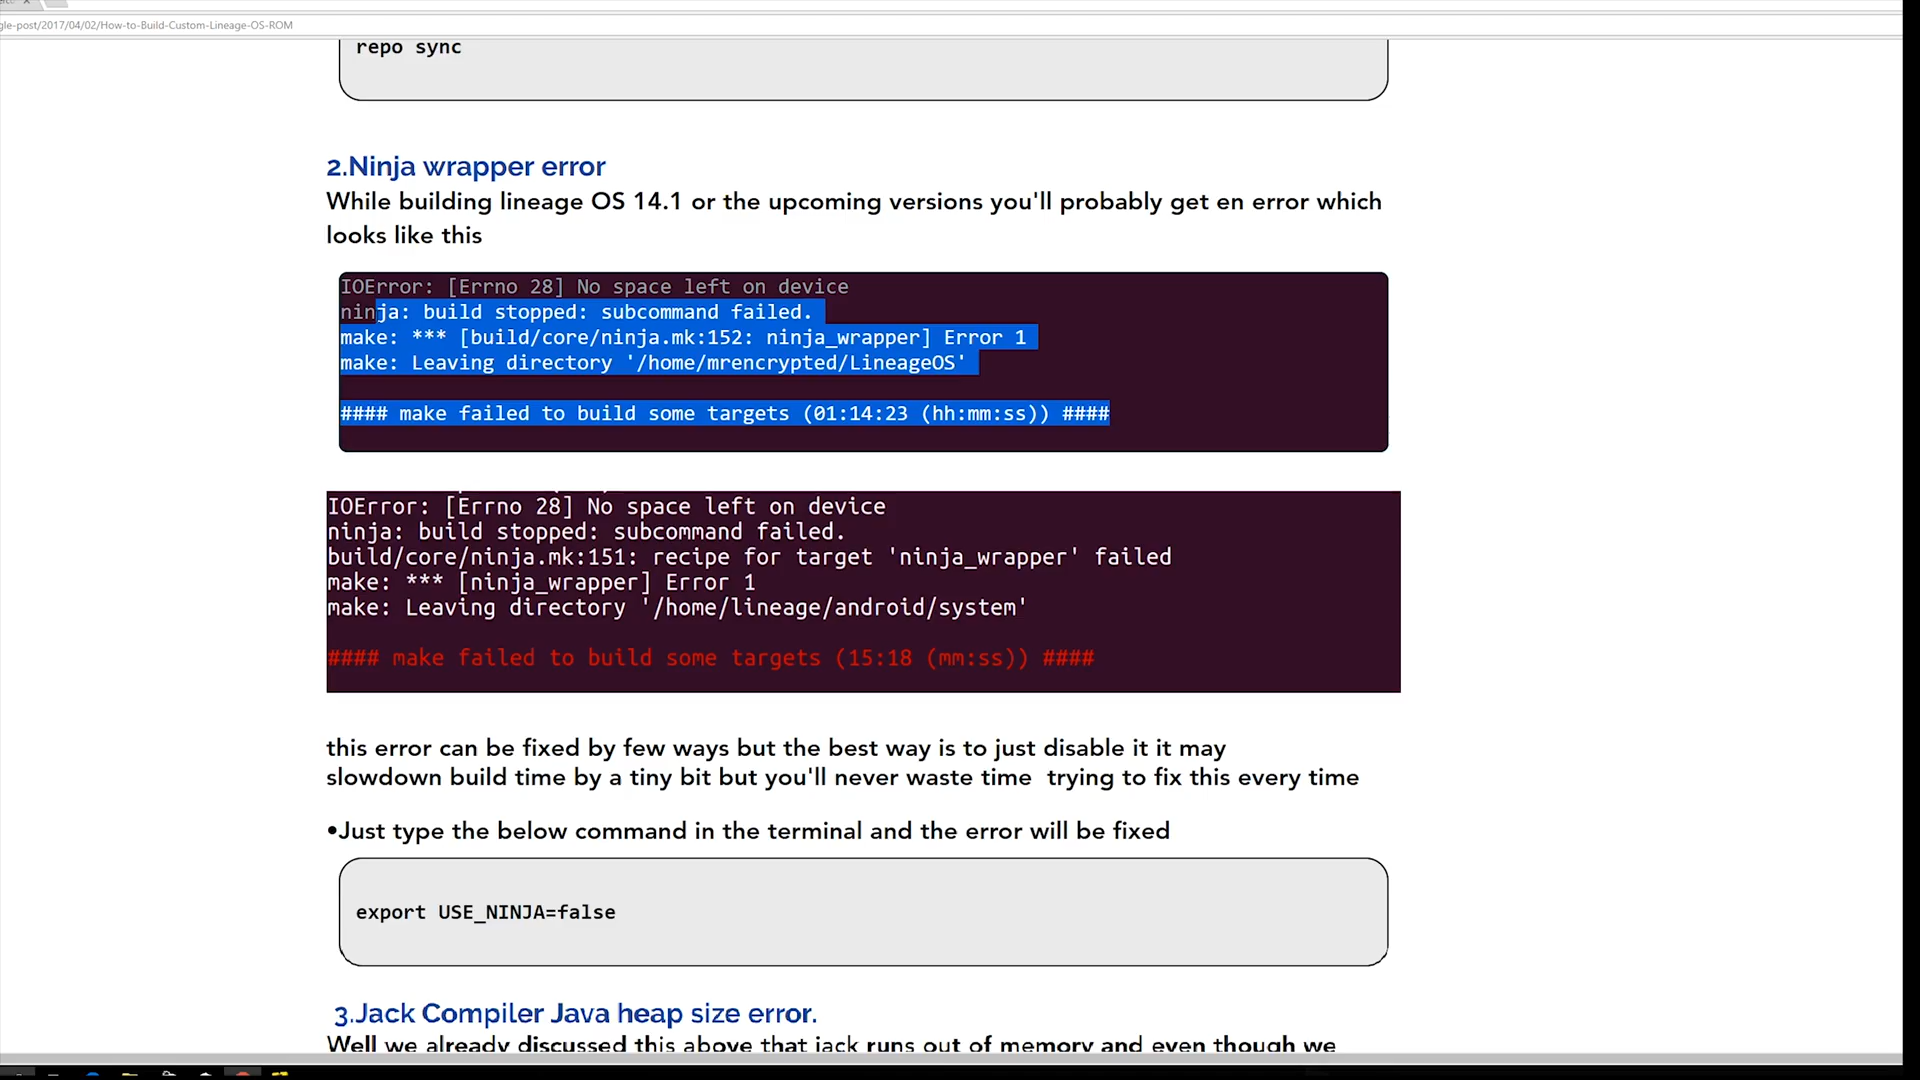 gle-post/2017/04/02/How-to-Build-Custom-Lineage-OS-ROM
repo sync
2.Ninja wrapper error
While building lineage OS 14.1 or the upcoming versions you'll probably get en error which
looks like this
IOError: [Errno 28] No space left on device
ninja: build stopped: subcommand failed.
make: *** [build/core/ninja.mk:152: ninja_wrapper] Error 1
make: Leaving directory '/home/mrencrypted/LineageOS'
#### make failed to build some targets (01:14:23 (hh:mm:ss)) ####
IOError: [Errno 28] No space left on device
ninja: build stopped: subcommand failed.
build/core/ninja.mk:151: recipe for target 'ninja_wrapper' failed
make: *** [ninja_wrapper] Error 1
make: Leaving directory '/home/lineage/android/system'
#### make failed to build some targets (15:18 (mm:ss)) ####
this error can be fixed by few ways but the best way is to just disable it it may
slowdown build time by a tiny bit but you'll never waste time  trying to fix this every time
•Just type the below command in the terminal and the error will be fixed
export USE_NINJA=false
3.Jack Compiler Java heap size error.
Well we already discussed this above that jack runs out of memory and even though we